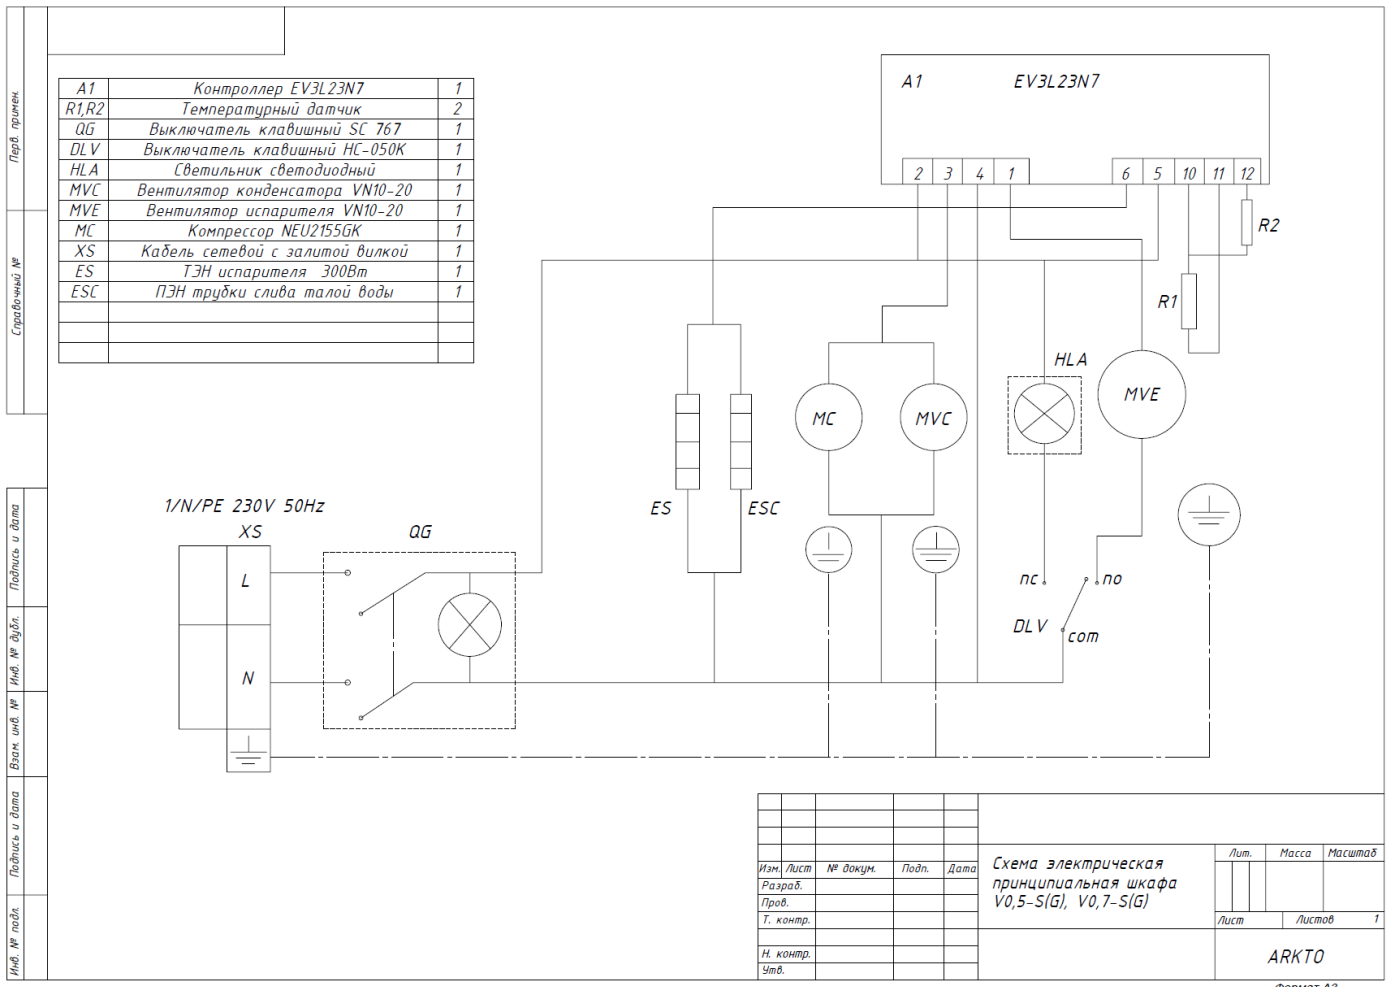 Перв. примен.
Справочный №
Подпись и дата
Инв. № дубл.
Взам. инв. №
Подпись и дата
Инв. № подл.
A1 Контроллер EV3L23N7 1
R1,R2 Температурный датчик 2
QG Выключатель клавишный SC 767 1
DLV Выключатель клавишный HC-050K 1
HLA Светильник светодиодный 1
MVC Вентилятор конденсатора VN10-20 1
MVE Вентилятор испарителя VN10-20 1
MC Компрессор NEU2155GK 1
XS Кабель сетевой с залитой вилкой 1
ES ТЭН испарителя 300Вт 1
ESC ПЭН трубки слива талой воды 1
A1 EV3L23N7
2 3 4 1 6 5 10 11 12
R2
R1
HLA
MC MVC MVE
ES ESC
1/N/PE 230V 50Hz
XS QG
L
N
nc no
DLV com
Изм. Лист № докум. Подп. Дата
Разраб.
Пров.
Т. контр.
Н. контр.
Утв.
Схема электрическая
принципиальная шкафа
V0,5-S(G), V0,7-S(G)
Лит. Масса Масштаб
Лист Листов 1
ARKTO
Формат А3